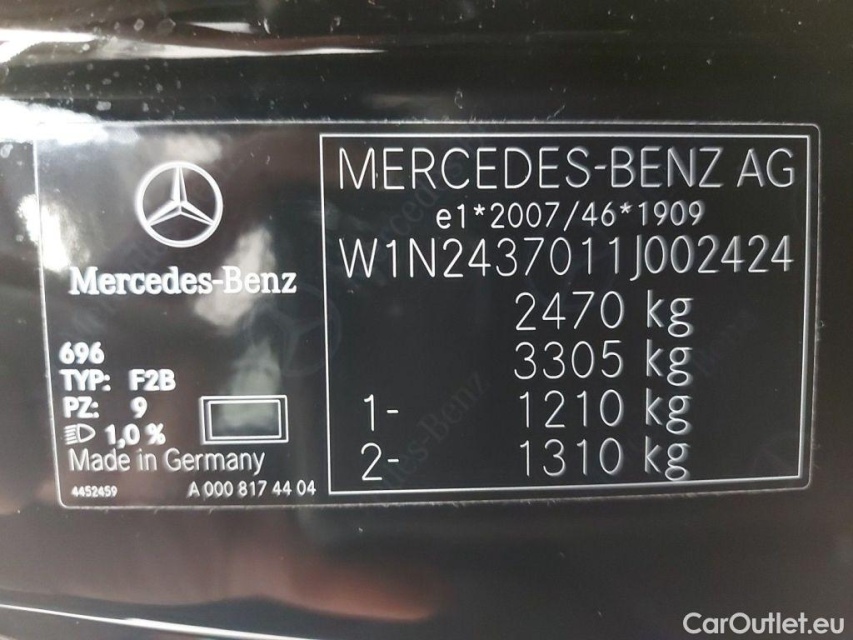 Mercedes-Benz
696
TYP: F2B
PZ: 9
1,0 %
Made in Germany
4452459
A 000 817 44 04
MERCEDES-BENZ AG
e1*2007/46*1909
W1N2437011J002424
2470 kg
3305 kg
1- 1210 kg
2- 1310 kg
CarOutlet.eu